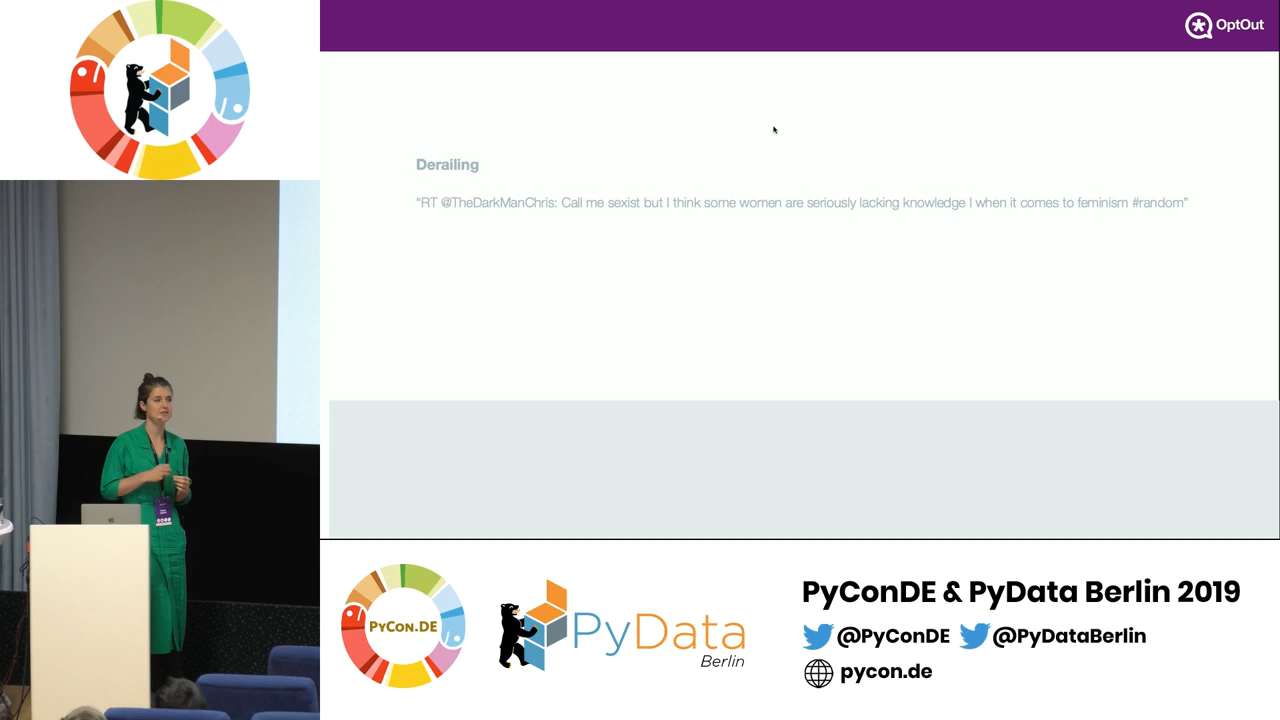 OptOut
Derailing
“RT @TheDarkManChris: Call me sexist but I think some women are seriously lacking knowledge I when it comes to feminism #random”
PyCon.DE
PyData
Berlin
PyConDE & PyData Berlin 2019
@PyConDE @PyDataBerlin
pycon.de